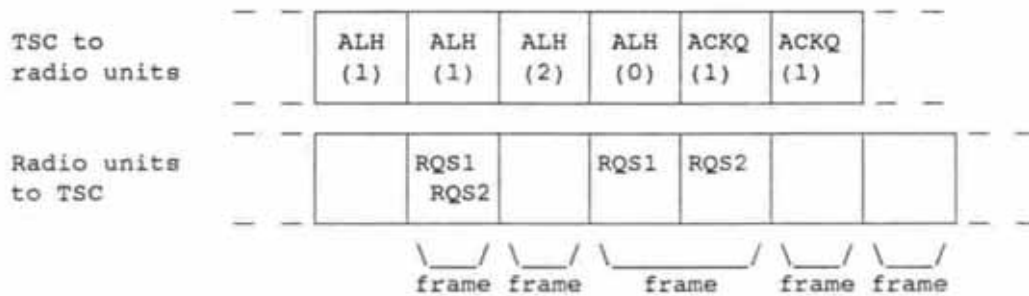 TSC to radio units
ALH ALH ALH ALH ACKQ ACKQ
(1) (1) (2) (0) (1) (1)
Radio units to TSC
RQS1 RQS1 RQS2
RQS2
frame frame frame frame frame